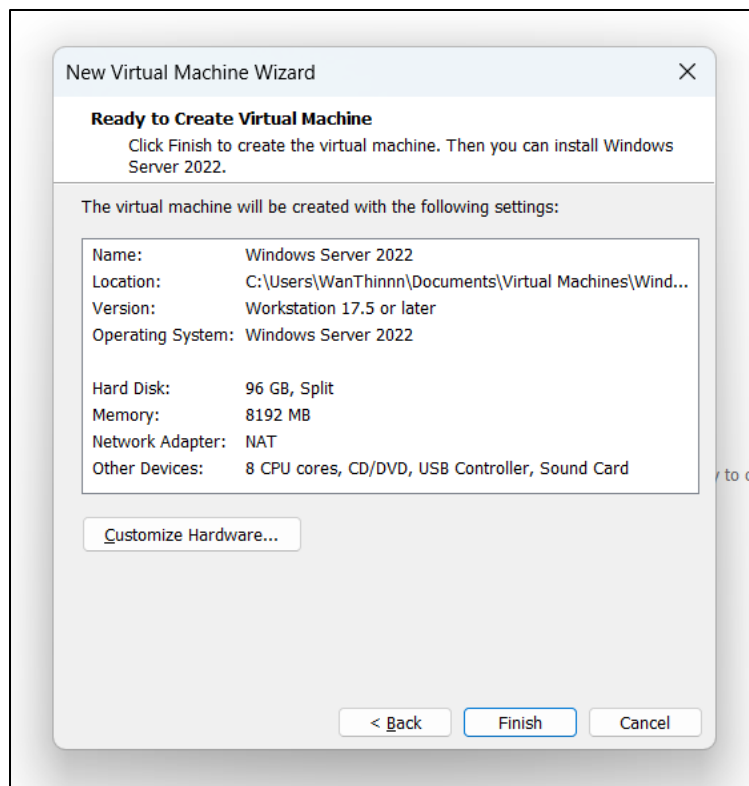 New Virtual Machine Wizard
Ready to Create Virtual Machine
Click Finish to create the virtual machine. Then you can install Windows
Server 2022.
The virtual machine will be created with the following settings:
Name: Windows Server 2022
Location: C:\Users\WanThinnn\Documents\Virtual Machines\Wind...
Version: Workstation 17.5 or later
Operating System: Windows Server 2022
Hard Disk: 96 GB, Split
Memory: 8192 MB
Network Adapter: NAT
Other Devices: 8 CPU cores, CD/DVD, USB Controller, Sound Card
to
Customize Hardware...
< Back Finish Cancel